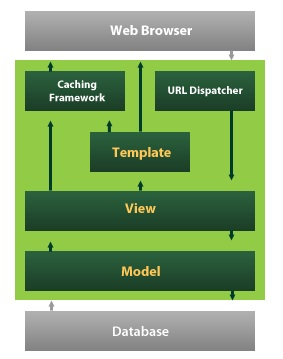 Web Browser
Caching
Framework
URL Dispatcher
Template
View
Model
Database